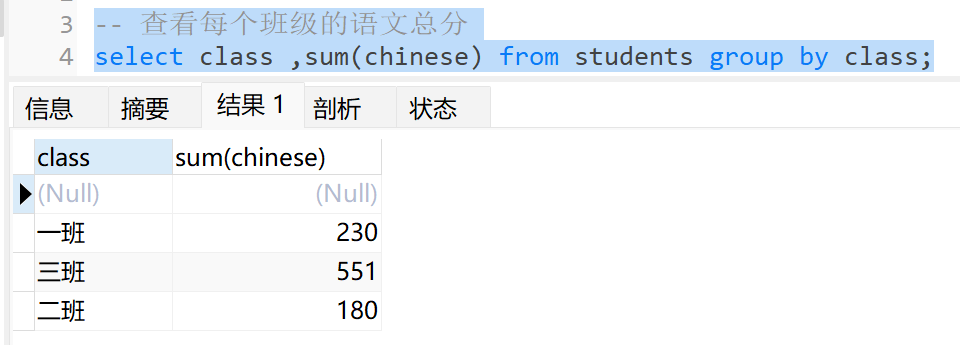 3 -- 查看每个班级的语文总分
4 select class ,sum(chinese) from students group by class;
信息 摘要 结果 1 剖析 状态
class sum(chinese)
(Null) (Null)
一班 230
三班 551
二班 180